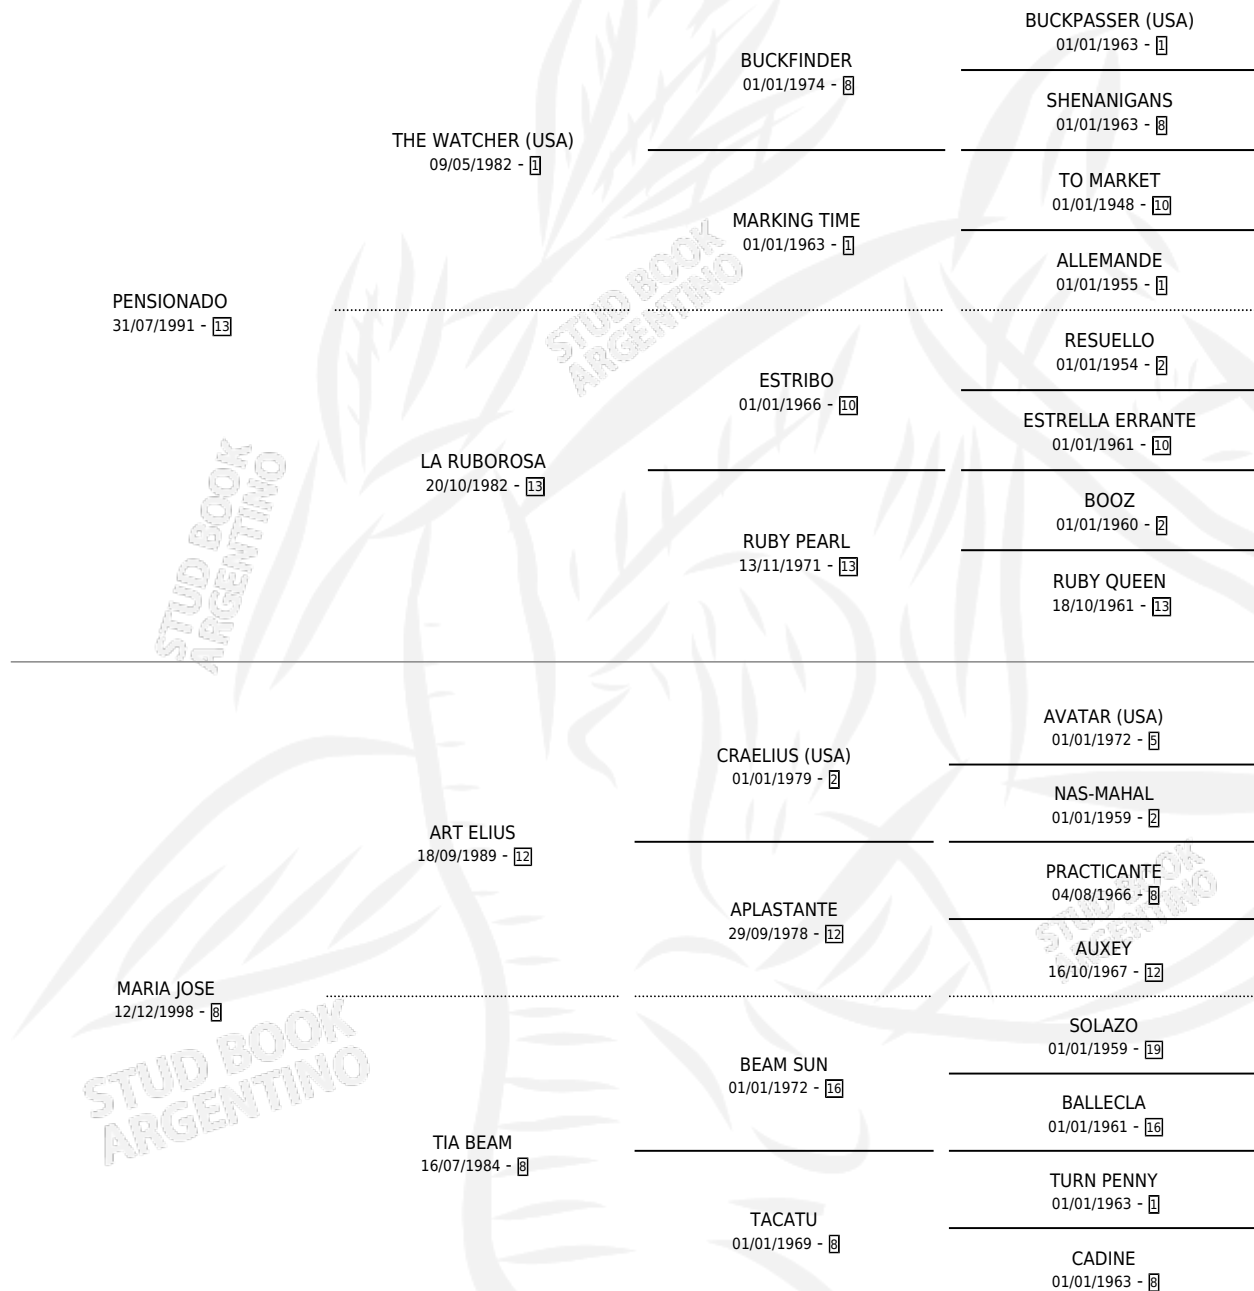 BUCKPASSER (USA)
01/01/1963 - 1
BUCKFINDER
01/01/1974 - 8
SHENANIGANS
01/01/1963 - 8
THE WATCHER (USA)
09/05/1982 - 1
TO MARKET
01/01/1948 - 10
MARKING TIME
01/01/1963 - 1
ALLEMANDE
01/01/1955 - 1
PENSIONADO
31/07/1991 - 13
STUD BOOK
ARGENTINO
RESUELLO
01/01/1954 - 2
ESTRIBO
01/01/1966 - 10
ESTRELLA ERRANTE
01/01/1961 - 10
LA RUBOROSA
20/10/1982 - 13
BOOZ
01/01/1960 - 2
RUBY PEARL
13/11/1971 - 13
RUBY QUEEN
18/10/1961 - 13
STUD BOOK
ARGENTINO
AVATAR (USA)
01/01/1972 - 5
CRAELIUS (USA)
01/01/1979 - 2
NAS-MAHAL
01/01/1959 - 2
ART ELIUS
18/09/1989 - 12
PRACTICANTE
04/08/1966 - 8
APLASTANTE
29/09/1978 - 12
AUXEY
16/10/1967 - 12
STUD BOOK
ARGENTINO
MARIA JOSE
12/12/1998 - 8
SOLAZO
01/01/1959 - 19
BEAM SUN
01/01/1972 - 16
BALLECLA
01/01/1961 - 16
STUD BOOK
ARGENTINO
TIA BEAM
16/07/1984 - 8
TURN PENNY
01/01/1963 - 1
TACATU
01/01/1969 - 8
CADINE
01/01/1963 - 8